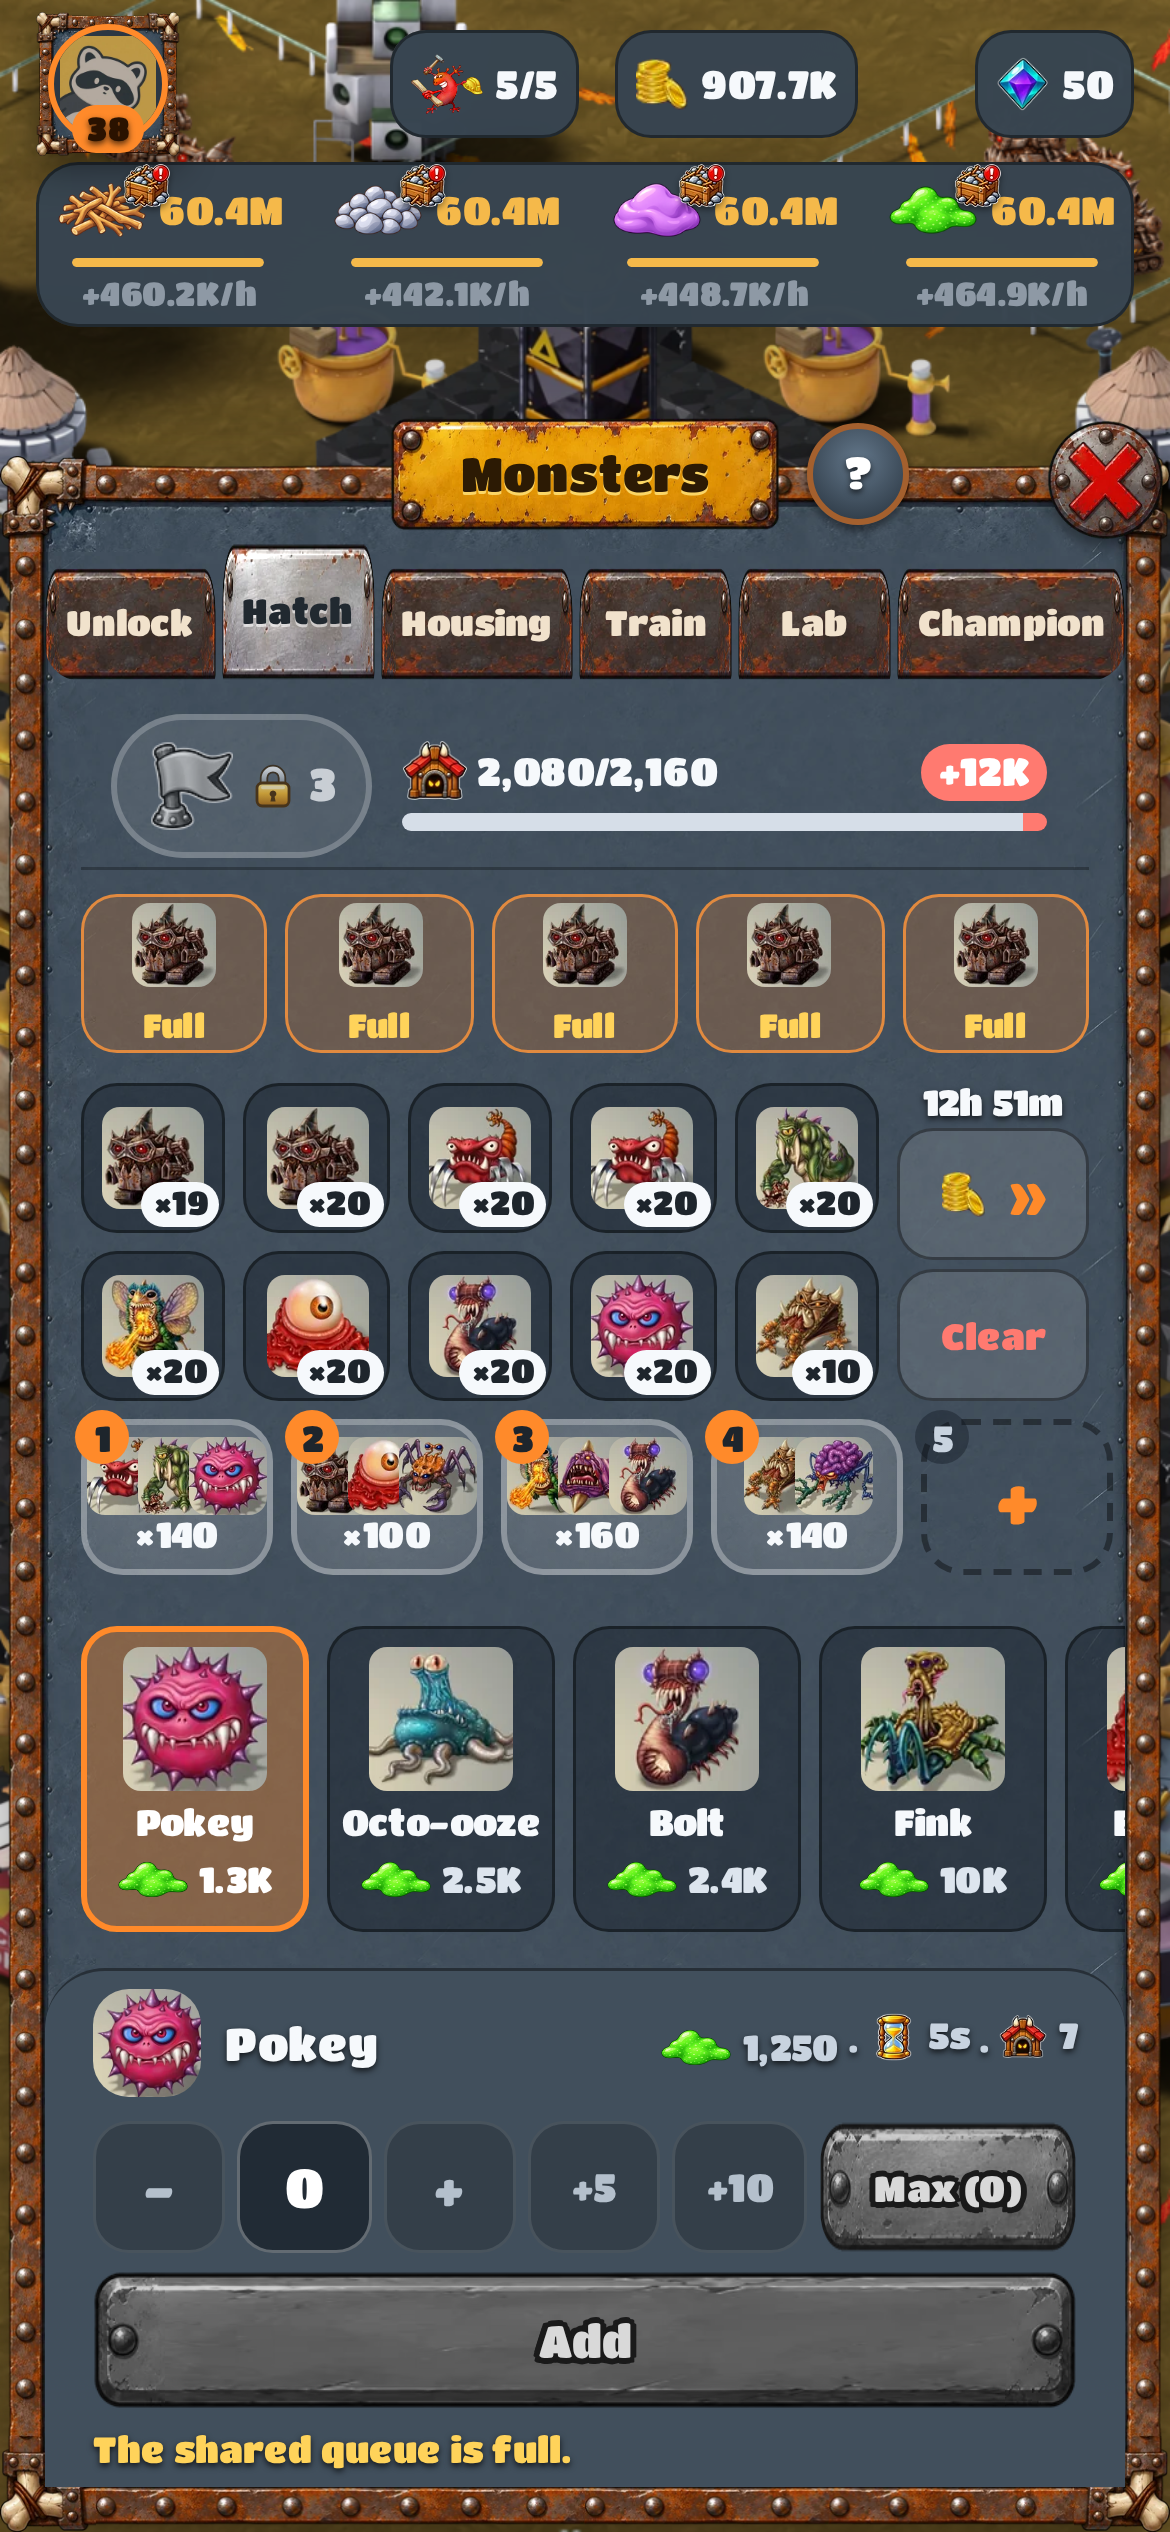 38
5/5
907.7K
50
60.4M
60.4M
60.4M
60.4M
+460.2K/h
+442.1K/h
+448.7K/h
+464.9K/h
Monsters
?
Unlock
Hatch
Housing
Train
Lab
Champion
3
2,080/2,160
+12K
Full
Full
Full
Full
Full
×19
×20
×20
×20
×20
12h 51m
×20
×20
×20
×20
×10
Clear
1
2
3
4
5
×140
×100
×160
×140
+
Pokey
Octo-ooze
Bolt
Fink
1.3K
2.5K
2.4K
10K
Pokey
1,250 · 5s · 7
-
0
+
+5
+10
Max (0)
Add
The shared queue is full.